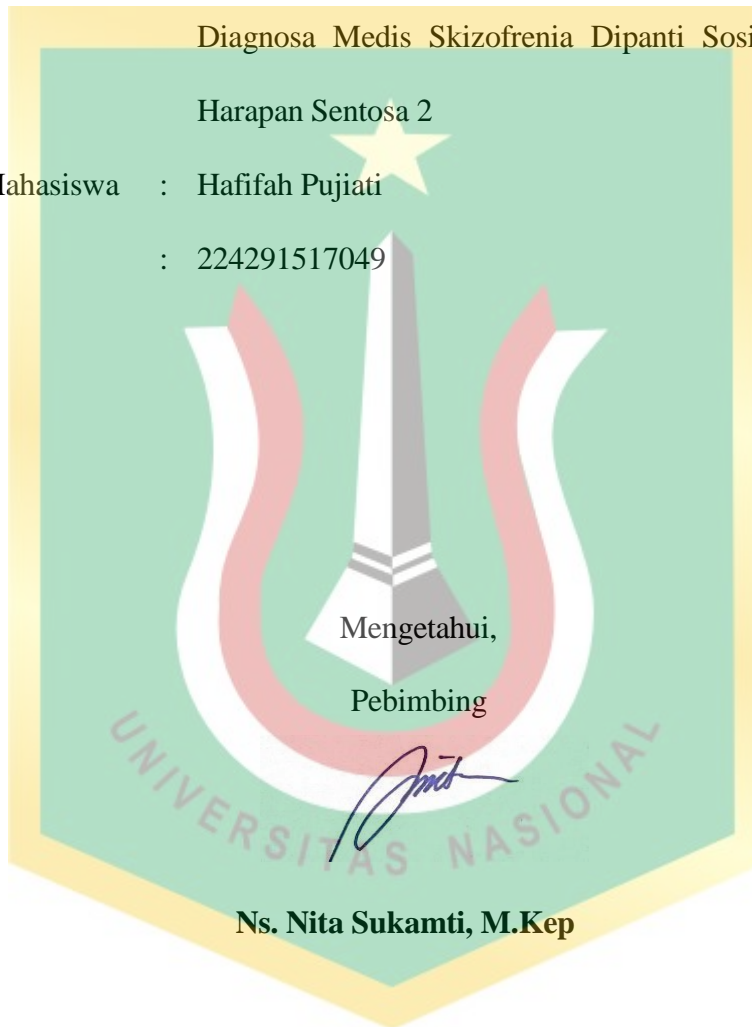 Diagnosa Medis Skizofrenia Dipanti Sosi
Harapan Sentosa 2
ahasiswa : Hafifah Pujiati
: 224291517049
Mengetahui,
Pebimbing
UNIVERSITAS NASIONAL
Ns. Nita Sukamti, M.Kep